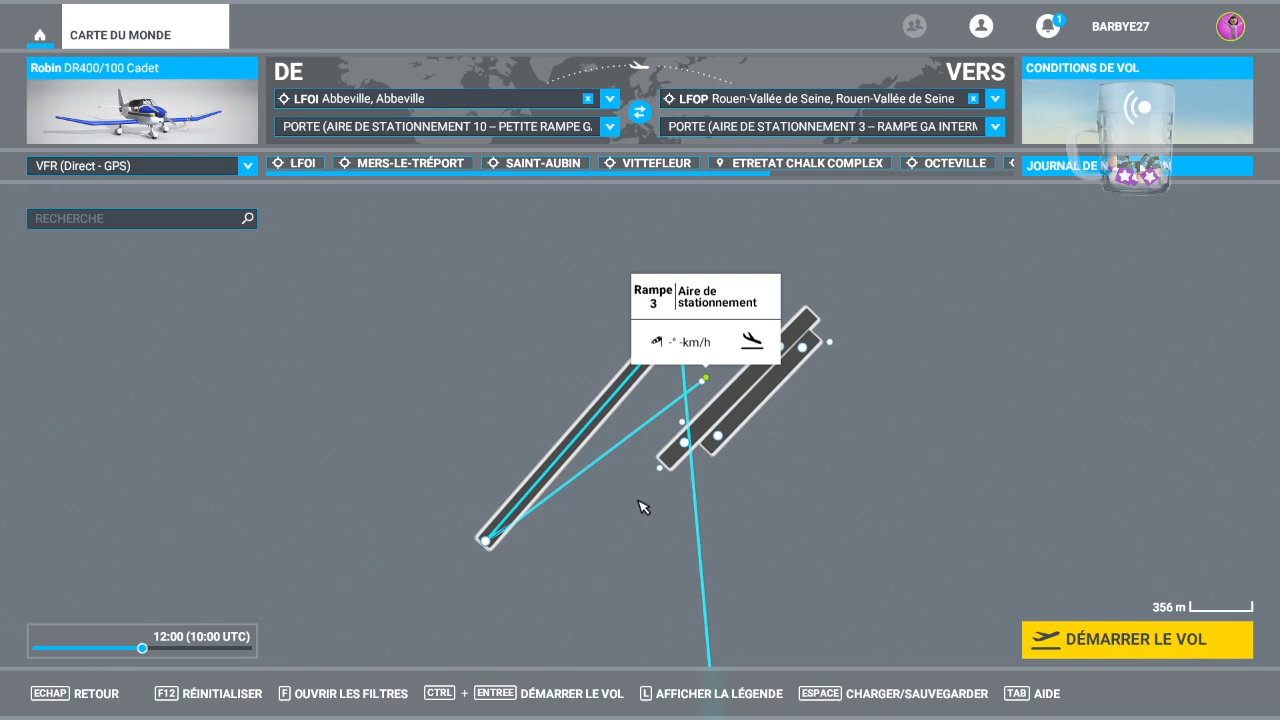 CARTE DU MONDE
1
BARBYE27
Robin DR400/100 Cadet
DE
VERS
CONDITIONS DE VOL
LFOI Abbeville, Abbeville
x
LFOP Rouen-Vallée de Seine, Rouen-Vallée de Seine
x
PORTE (AIRE DE STATIONNEMENT 10 – PETITE RAMPE G.
PORTE (AIRE DE STATIONNEMENT 3 – RAMPE GA INTERN
VFR (Direct - GPS)
LFOI
MERS-LE-TRÉPORT
SAINT-AUBIN
VITTEFLEUR
ETRETAT CHALK COMPLEX
OCTEVILLE
JOURNAL DE
RECHERCHE
Rampe 3
Aire de stationnement
-° -km/h
356 m
12:00 (10:00 UTC)
DÉMARRER LE VOL
ECHAP RETOUR
F12 RÉINITIALISER
F OUVRIR LES FILTRES
CTRL + ENTREE DÉMARRER LE VOL
L AFFICHER LA LÉGENDE
ESPACE CHARGER/SAUVEGARDER
TAB AIDE